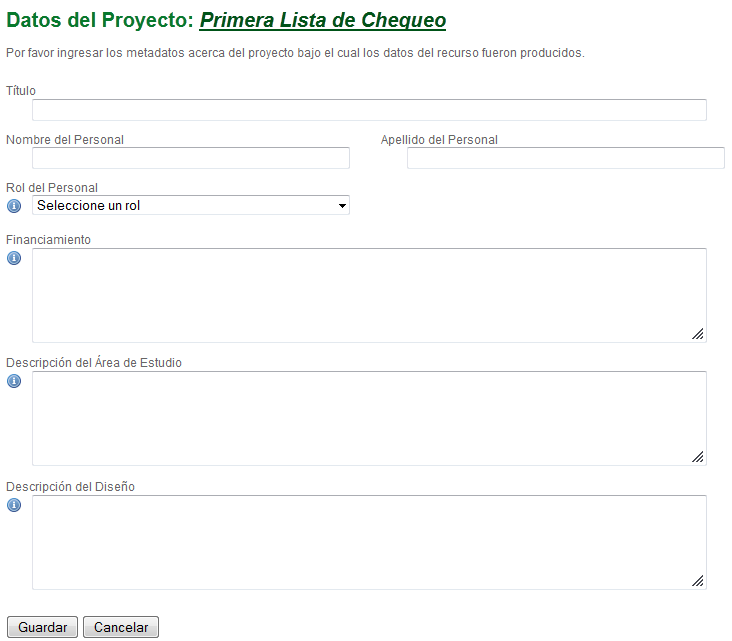 Datos del Proyecto: Primera Lista de Chequeo
Por favor ingresar los metadatos acerca del proyecto bajo el cual los datos del recurso fueron producidos.
Título
Nombre del Personal Apellido del Personal
Rol del Personal
Seleccione un rol
Financiamiento
Descripción del Área de Estudio
Descripción del Diseño
Guardar Cancelar